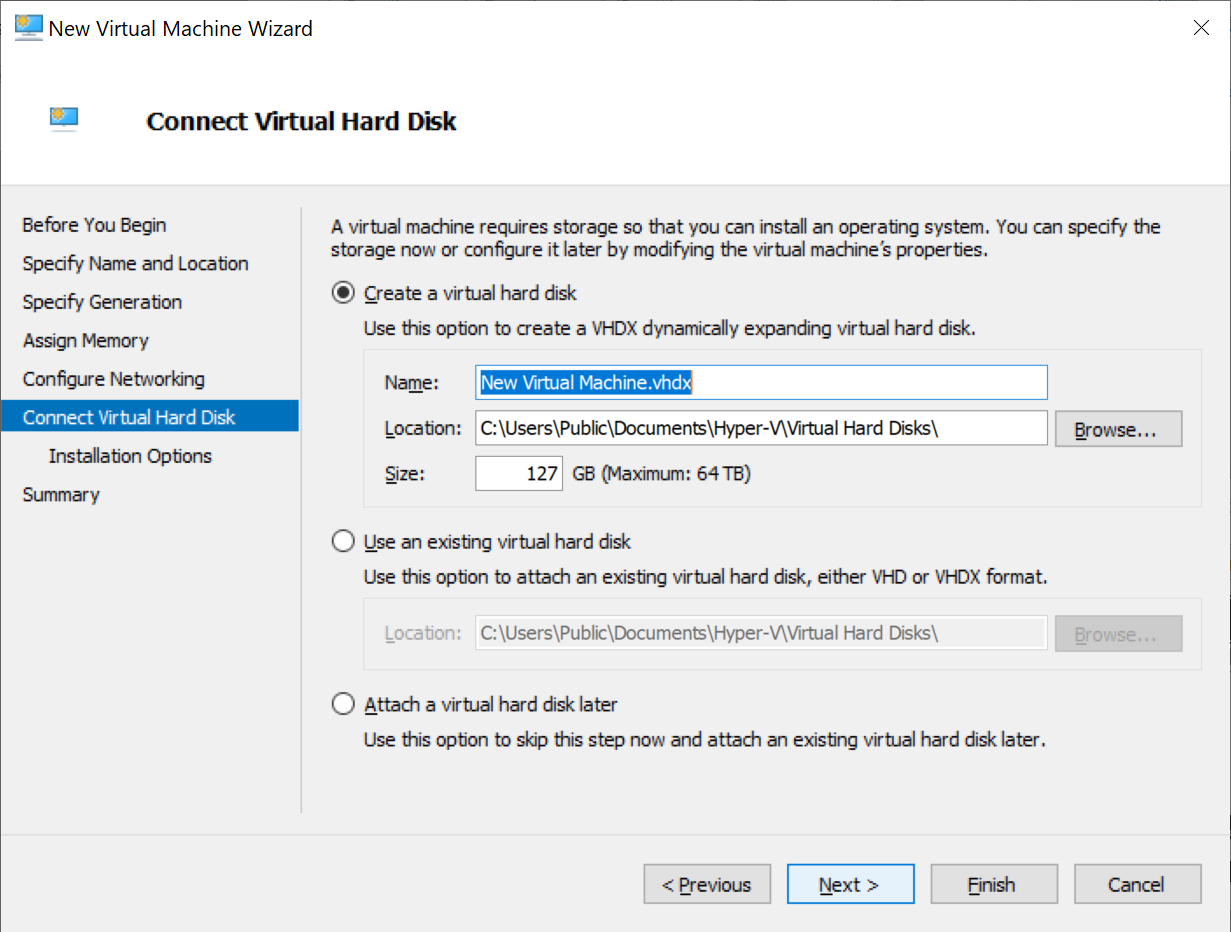 New Virtual Machine Wizard
Connect Virtual Hard Disk
Before You Begin
Specify Name and Location
Specify Generation
Assign Memory
Configure Networking
Connect Virtual Hard Disk
Installation Options
Summary
A virtual machine requires storage so that you can install an operating system. You can specify the
storage now or configure it later by modifying the virtual machine's properties.
Create a virtual hard disk
Use this option to create a VHDX dynamically expanding virtual hard disk.
Name: New Virtual Machine.vhdx
Location: C:\Users\Public\Documents\Hyper-V\Virtual Hard Disks\ Browse...
Size: 127 GB (Maximum: 64 TB)
Use an existing virtual hard disk
Use this option to attach an existing virtual hard disk, either VHD or VHDX format.
Location: C:\Users\Public\Documents\Hyper-V\Virtual Hard Disks\ Browse...
Attach a virtual hard disk later
Use this option to skip this step now and attach an existing virtual hard disk later.
< Previous Next > Finish Cancel